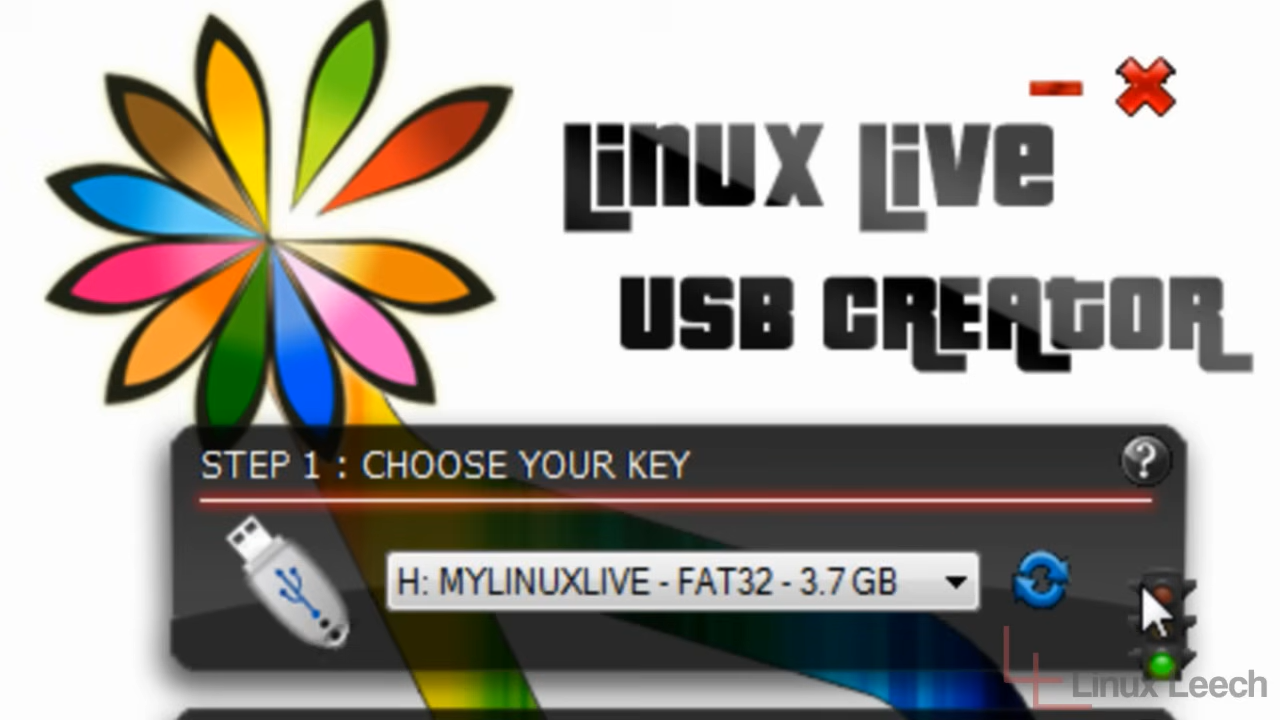 Linux Live
USB CREATOR
STEP 1 : CHOOSE YOUR KEY
?
H: MYLINUXLIVE - FAT32 - 3.7 GB
Linux Leech